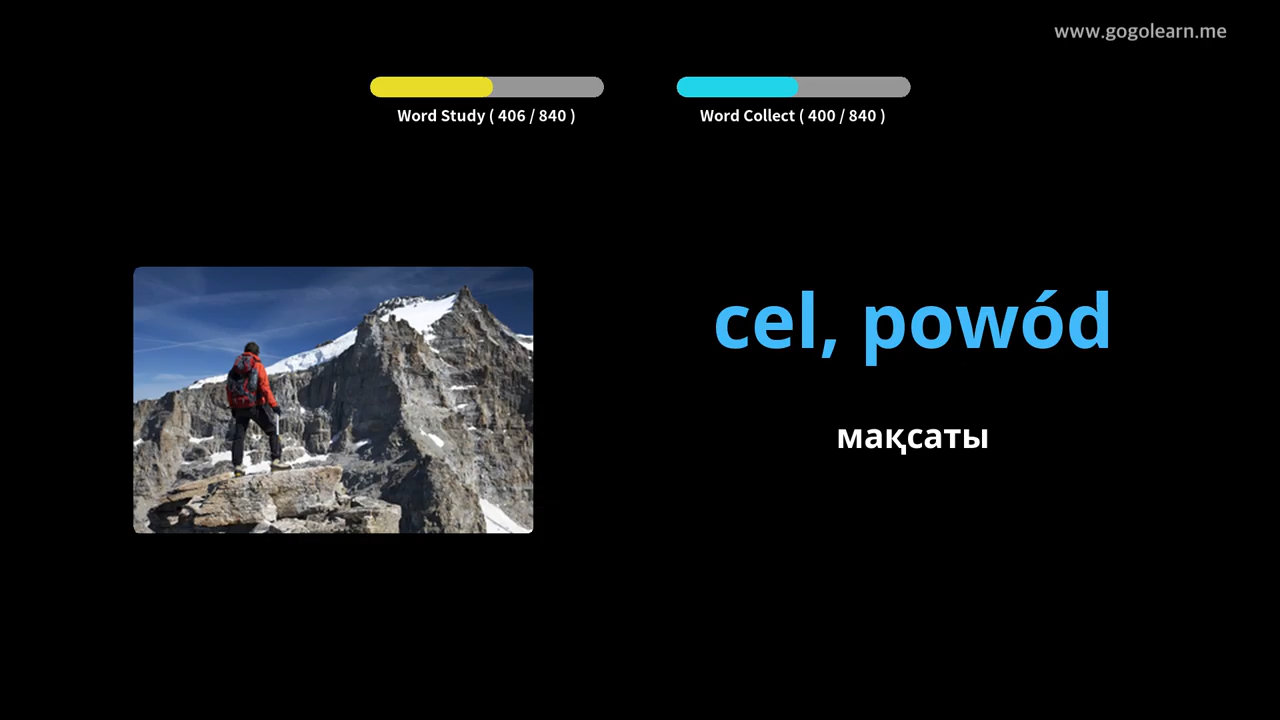 www.gogolearn.me
Word Study ( 406 / 840 )
Word Collect ( 400 / 840 )
cel, powód
мақсаты